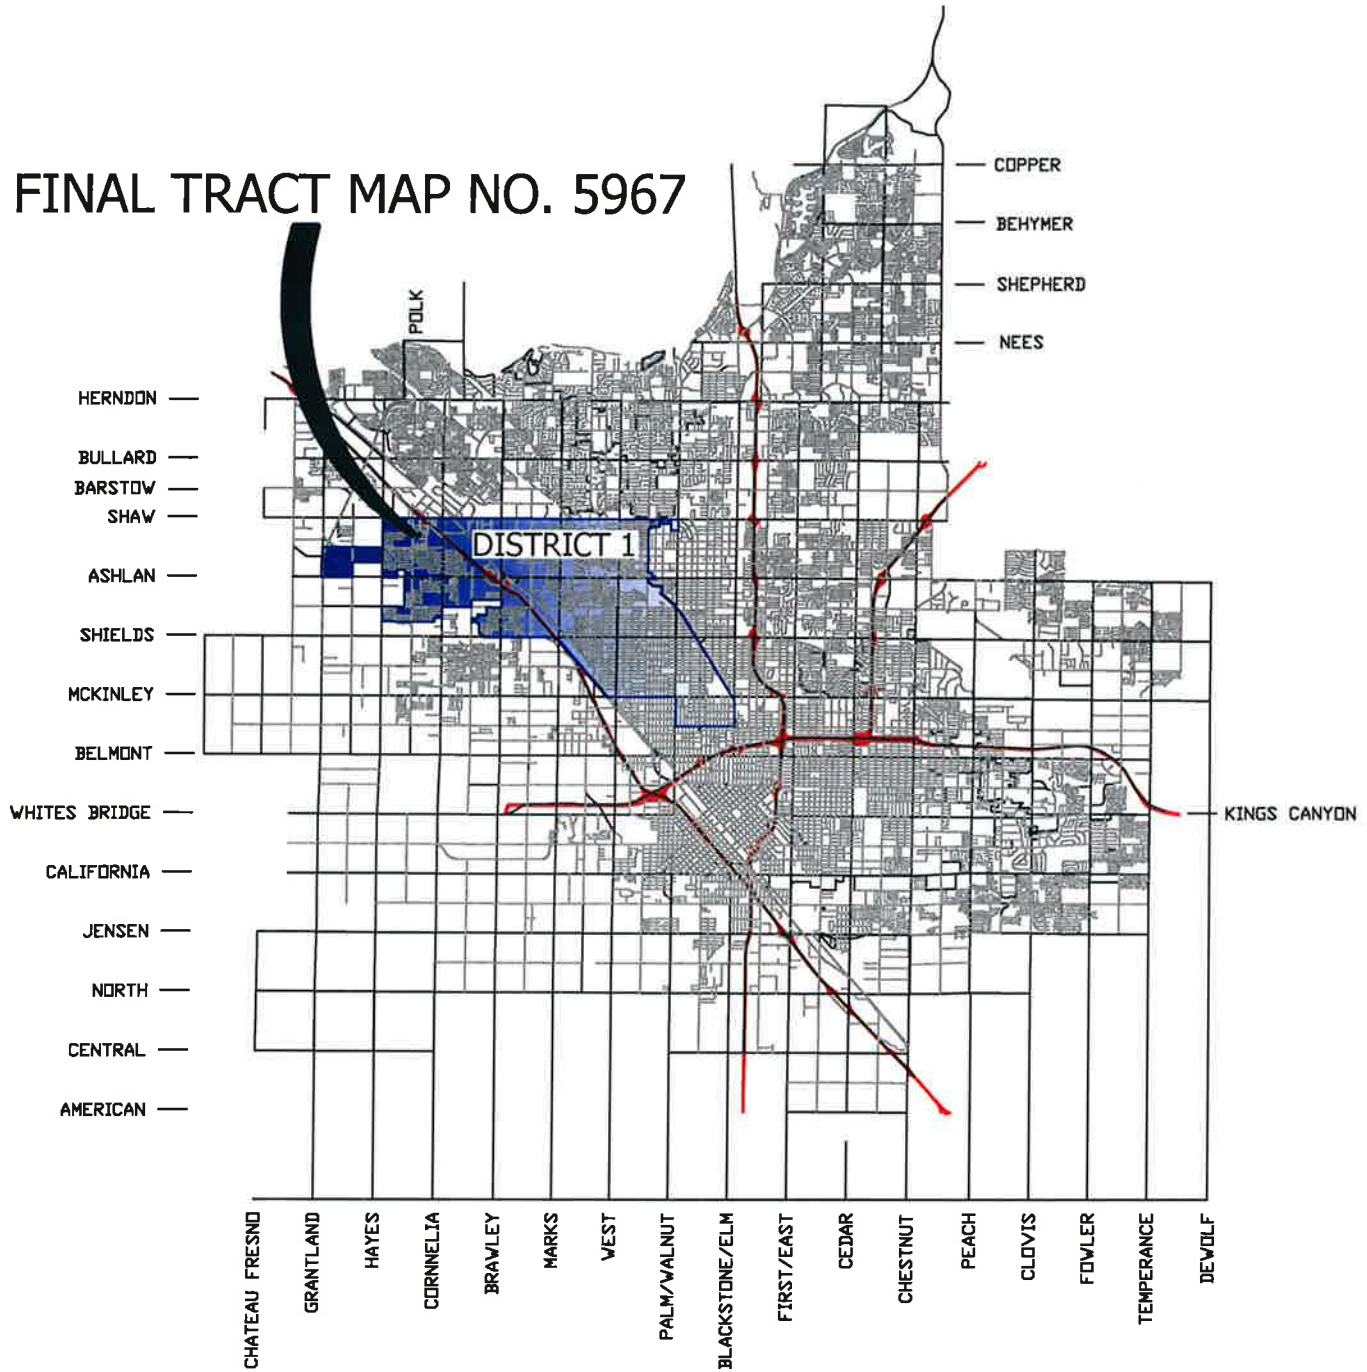 FINAL TRACT MAP NO. 5967
COPPER
BEHYMER
SHEPHERD
NEES
POLK
HERNDON
BULLARD
BARSTOW
SHAW
DISTRICT 1
ASHLAN
SHIELDS
MCKINLEY
BELMONT
WHITES BRIDGE
KINGS CANYON
CALIFORNIA
JENSEN
NORTH
CENTRAL
AMERICAN
CHATEAU FRESNO
GRANTLAND
HAYES
CORNNELIA
BRAWLEY
MARKS
WEST
PALM/WALNUT
BLACKSTONE/ELM
FIRST/EAST
CEDAR
CHESTNUT
PEACH
CLOVIS
FOWLER
TEMPERANCE
DEWOLF